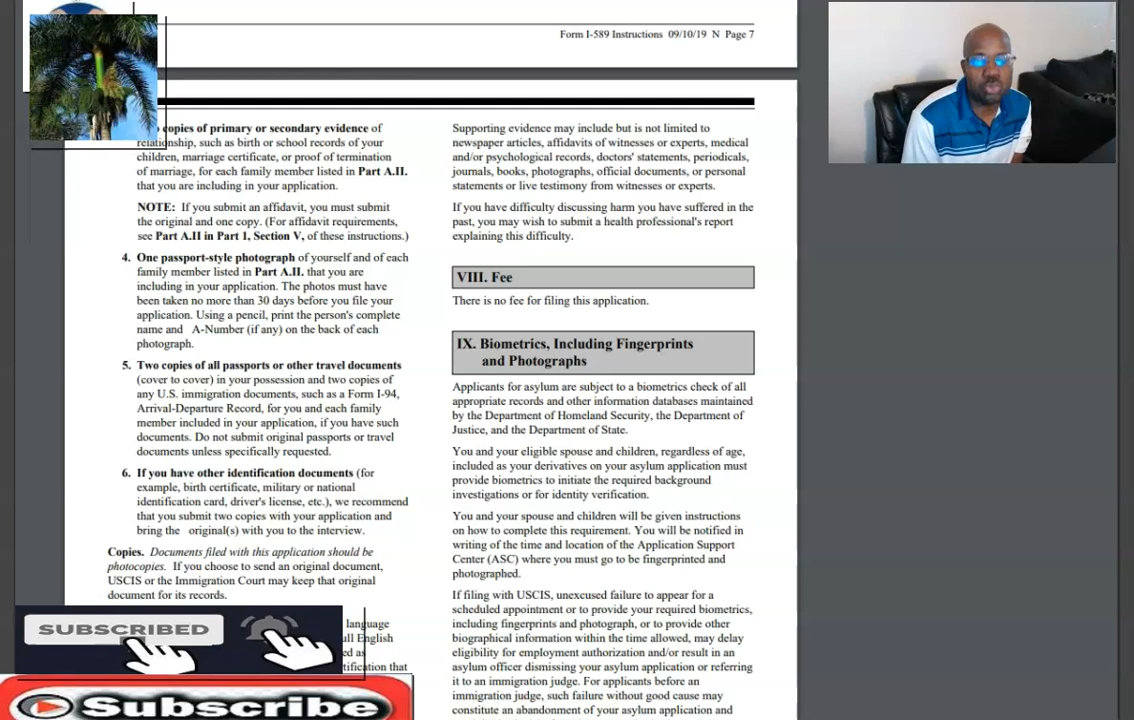 Form I-589 Instructions 09/10/19 N Page 7
copies of primary or secondary evidence of
relationship, such as birth or school records of your
children, marriage certificate, or proof of termination
of marriage, for each family member listed in Part A.II.
that you are including in your application.
NOTE: If you submit an affidavit, you must submit
the original and one copy. (For affidavit requirements,
see Part A.II in Part 1, Section V, of these instructions.)
4. One passport-style photograph of yourself and of each
family member listed in Part A.II. that you are
including in your application. The photos must have
been taken no more than 30 days before you file your
application. Using a pencil, print the person's complete
name and A-Number (if any) on the back of each
photograph.
5. Two copies of all passports or other travel documents
(cover to cover) in your possession and two copies of
any U.S. immigration documents, such as a Form I-94,
Arrival-Departure Record, for you and each family
member included in your application, if you have such
documents. Do not submit original passports or travel
documents unless specifically requested.
6. If you have other identification documents (for
example, birth certificate, military or national
identification card, driver's license, etc.), we recommend
that you submit two copies with your application and
bring the original(s) with you to the interview.
Copies. Documents filed with this application should be
photocopies. If you choose to send an original document,
USCIS or the Immigration Court may keep that original
document for its records.
language
English
as
that
SUBSCRIBED
Subscribe
Supporting evidence may include but is not limited to
newspaper articles, affidavits of witnesses or experts, medical
and/or psychological records, doctors' statements, periodicals,
journals, books, photographs, official documents, or personal
statements or live testimony from witnesses or experts.
If you have difficulty discussing harm you have suffered in the
past, you may wish to submit a health professional's report
explaining this difficulty.
VIII. Fee
There is no fee for filing this application.
IX. Biometrics, Including Fingerprints
and Photographs
Applicants for asylum are subject to a biometrics check of all
appropriate records and other information databases maintained
by the Department of Homeland Security, the Department of
Justice, and the Department of State.
You and your eligible spouse and children, regardless of age,
included as your derivatives on your asylum application must
provide biometrics to initiate the required background
investigations or for identity verification.
You and your spouse and children will be given instructions
on how to complete this requirement. You will be notified in
writing of the time and location of the Application Support
Center (ASC) where you must go to be fingerprinted and
photographed.
If filing with USCIS, unexcused failure to appear for a
scheduled appointment or to provide your required biometrics,
including fingerprints and photograph, or to provide other
biographical information within the time allowed, may delay
eligibility for employment authorization and/or result in an
asylum officer dismissing your asylum application or referring
it to an immigration judge. For applicants before an
immigration judge, such failure without good cause may
constitute an abandonment of your asylum application and